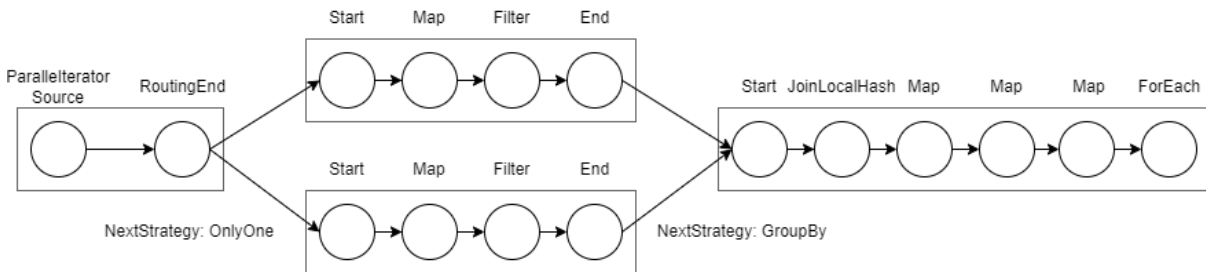 Start Map Filter End
ParalleIterator
Source
RoutingEnd
Start JoinLocalHash Map Map Map ForEach
Start Map Filter End
NextStrategy: OnlyOne
NextStrategy: GroupBy